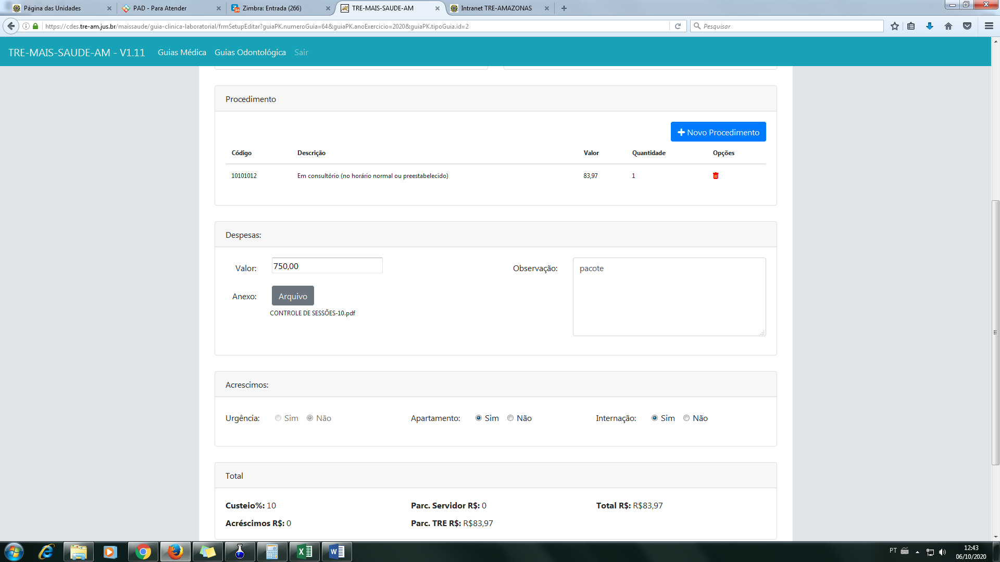 Página das Unidades
PAD - Para Atender
Zimbra: Entrada (266)
TRE-MAIS-SAUDE-AM
Intranet TRE-AMAZONAS
https://cdes.tre-am.jus.br/maissaude/guia-clinica-laboratorial/frmSetupEditar?guiaPK.numeroGuia=64&guiaPK.anoExercicio=2020&guiaPK.tipoGuia.id=2
Pesquisar
TRE-MAIS-SAUDE-AM - V1.11 Guias Médica Guias Odontológica Sair
Procedimento
Novo Procedimento
Código Descrição Valor Quantidade Opções
10101012 Em consultório (no horário normal ou preestabelecido) 83,97 1
Despesas:
Valor: 750,00
Observação: pacote
Anexo: Arquivo
CONTROLE DE SESSÕES-10.pdf
Acrescimos:
Urgência: Sim Não Apartamento: Sim Não Internação: Sim Não
Total
Custeio%: 10 Parc. Servidor R$: 0 Total R$: R$83,97
Acréscimos R$: 0 Parc. TRE R$: R$83,97
PT
12:43
06/10/2020